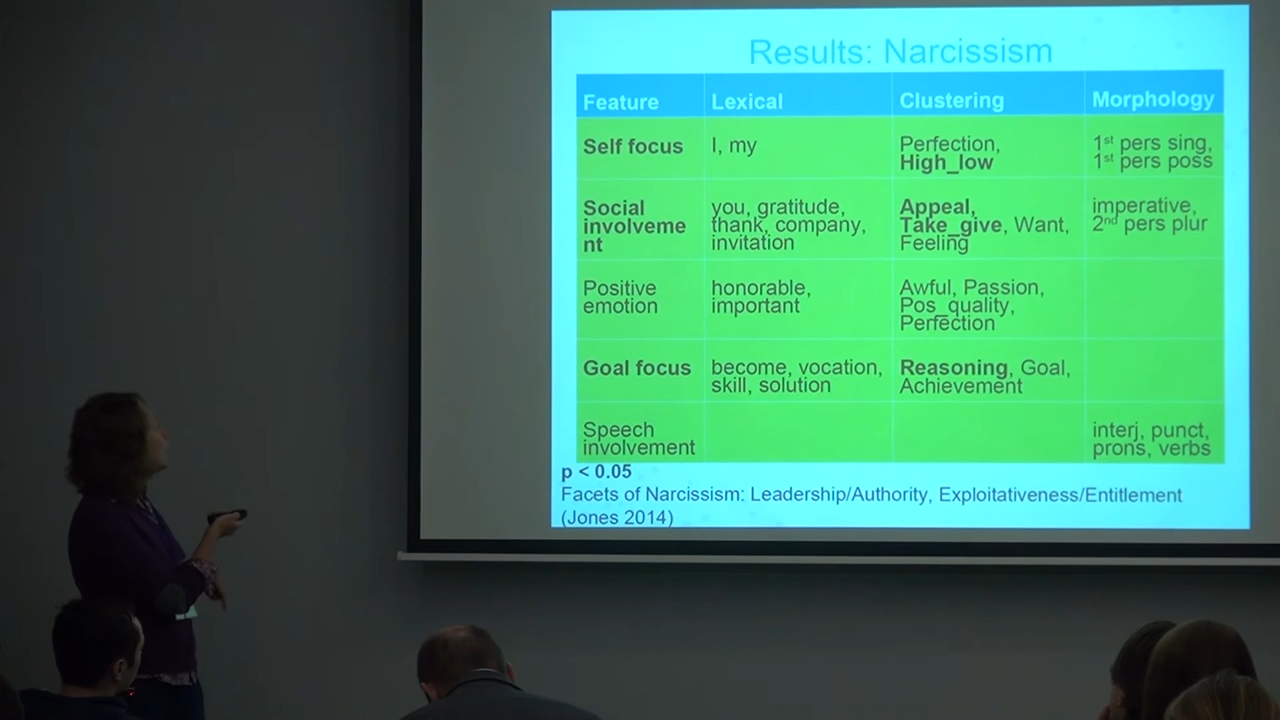 Results: Narcissism
Feature Lexical Clustering Morphology
Self focus
I, my
Perfection,
High_low
1st pers sing,
1st pers poss
Social
involveme
nt
you, gratitude,
thank, company,
invitation
Appeal,
Take_give, Want,
Feeling
imperative,
2nd pers plur
Positive
emotion
honorable,
important
Awful, Passion,
Pos_quality,
Perfection
Goal focus
become, vocation,
skill, solution
Reasoning, Goal,
Achievement
Speech
involvement
interj, punct,
prons, verbs
p < 0.05
Facets of Narcissism: Leadership/Authority, Exploitativeness/Entitlement
(Jones 2014)